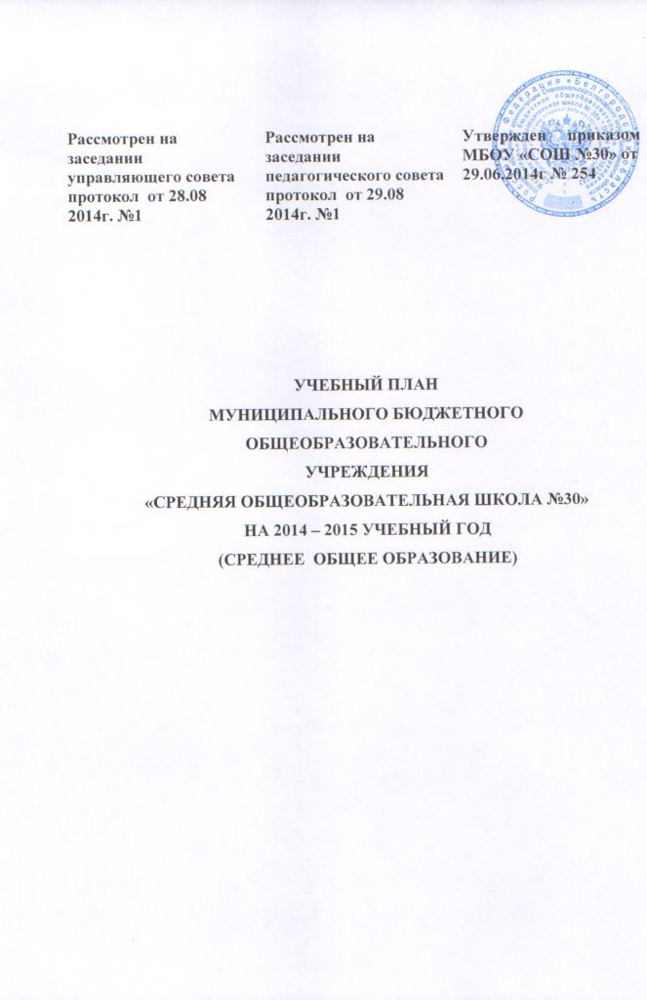 Рассмотрен на
заседании
управляющего совета
протокол от 28.08
2014г. №1
Рассмотрен на
заседании
педагогического совета
протокол от 29.08
2014г. №1
Утвержден приказом
МБОУ «СОШ №30» от
29.06.2014г № 254
УЧЕБНЫЙ ПЛАН
МУНИЦИПАЛЬНОГО БЮДЖЕТНОГО
ОБЩЕОБРАЗОВАТЕЛЬНОГО
УЧРЕЖДЕНИЯ
«СРЕДНЯЯ ОБЩЕОБРАЗОВАТЕЛЬНАЯ ШКОЛА №30»
НА 2014 – 2015 УЧЕБНЫЙ ГОД
(СРЕДНЕЕ ОБЩЕЕ ОБРАЗОВАНИЕ)